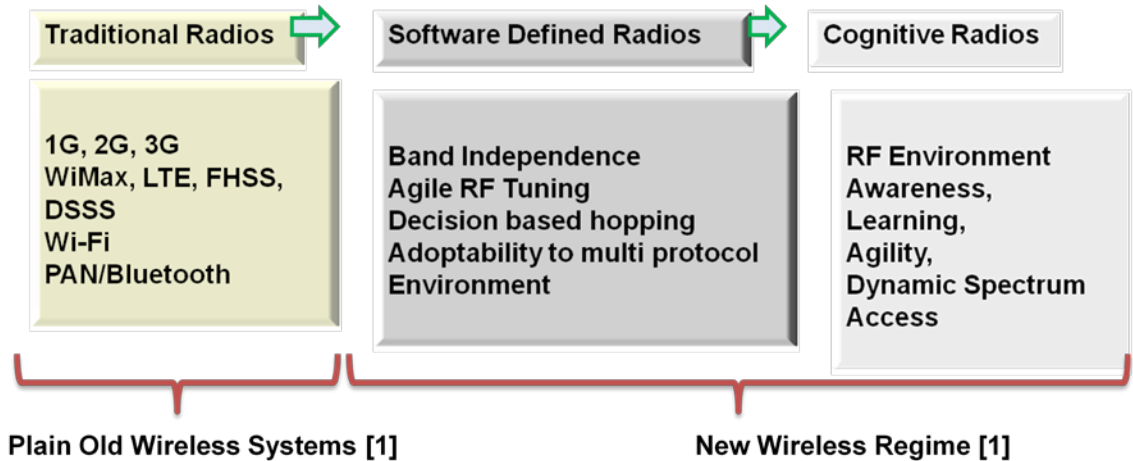 Traditional Radios
Software Defined Radios
Cognitive Radios
1G, 2G, 3G
WiMax, LTE, FHSS,
DSSS
Wi-Fi
PAN/Bluetooth
Band Independence
Agile RF Tuning
Decision based hopping
Adoptability to multi protocol
Environment
RF Environment
Awareness,
Learning,
Agility,
Dynamic Spectrum
Access
Plain Old Wireless Systems [1]
New Wireless Regime [1]